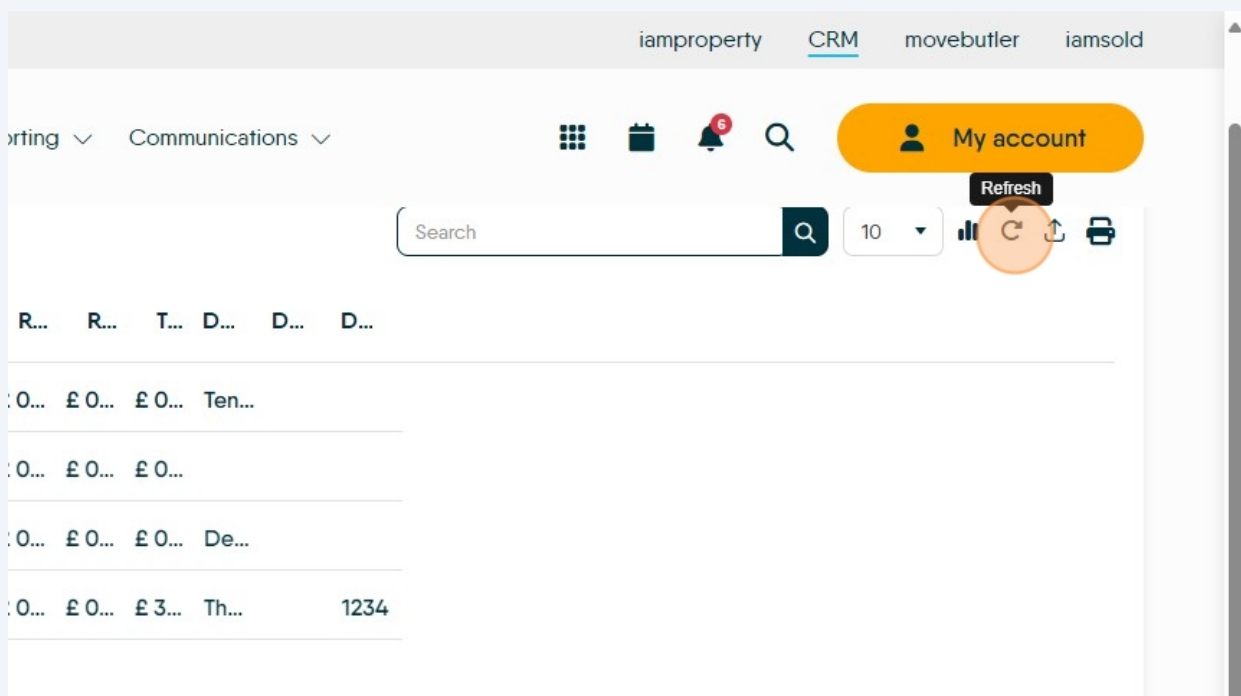 iamproperty CRM movebutler iamsold
orting Communications 6 My account
Refresh
Search 10
R... R... T... D... D... D...
0... £ 0... £ 0... Ten...
0... £ 0... £ 0...
0... £ 0... £ 0... De...
0... £ 0... £ 3... Th... 1234